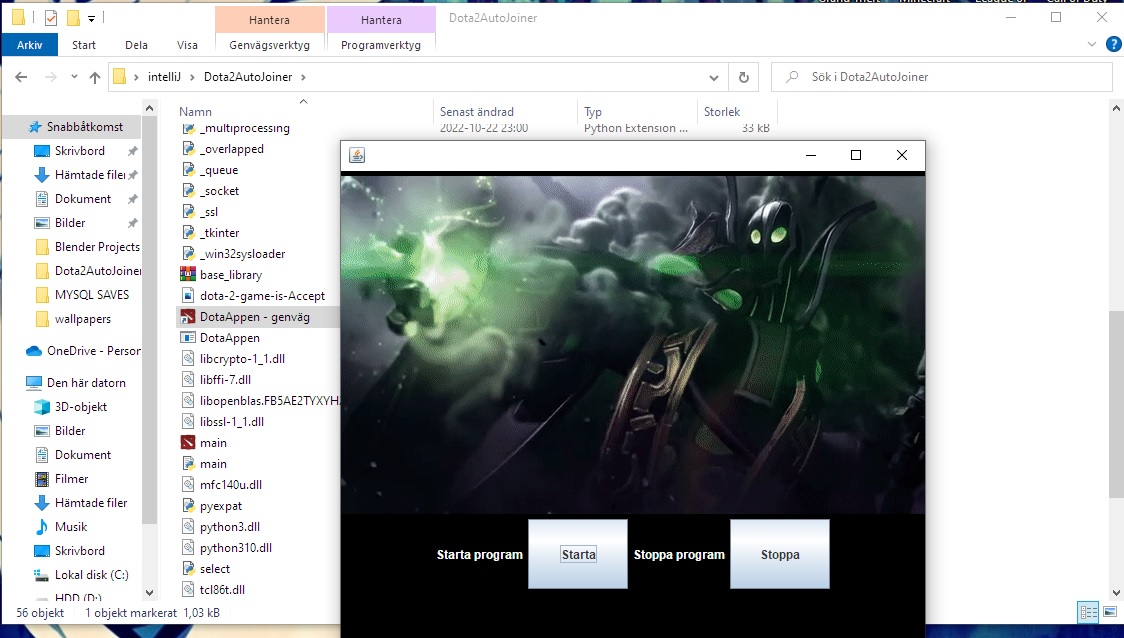 Hantera
Hantera
Dota2AutoJoiner
Arkiv
Start
Dela
Visa
Genvägsverktyg
Programverktyg
intelliJ
Dota2AutoJoiner
Sök i Dota2AutoJoiner
Snabbåtkomst
Skrivbord
Hämtade filer
Dokument
Bilder
Blender Projects
Dota2AutoJoiner
MYSQL SAVES
wallpapers
OneDrive - Person
Den här datorn
3D-objekt
Bilder
Dokument
Filmer
Hämtade filer
Musik
Skrivbord
Lokal disk (C:)
HDD (D:)
Namn
Senast ändrad
Typ
Storlek
_multiprocessing
2022-10-22 23:00
Python Extension ...
33 kB
_overlapped
_queue
_socket
_ssl
_tkinter
_win32sysloader
base_library
dota-2-game-is-Accept
DotaAppen - genväg
DotaAppen
libcrypto-1_1.dll
libffi-7.dll
libopenblas.FB5AE2TYXYH
libssl-1_1.dll
main
main
mfc140u.dll
pyexpat
python3.dll
python310.dll
select
tcl86t.dll
Starta program
Starta
Stoppa program
Stoppa
56 objekt
1 objekt markerat
1,03 kB